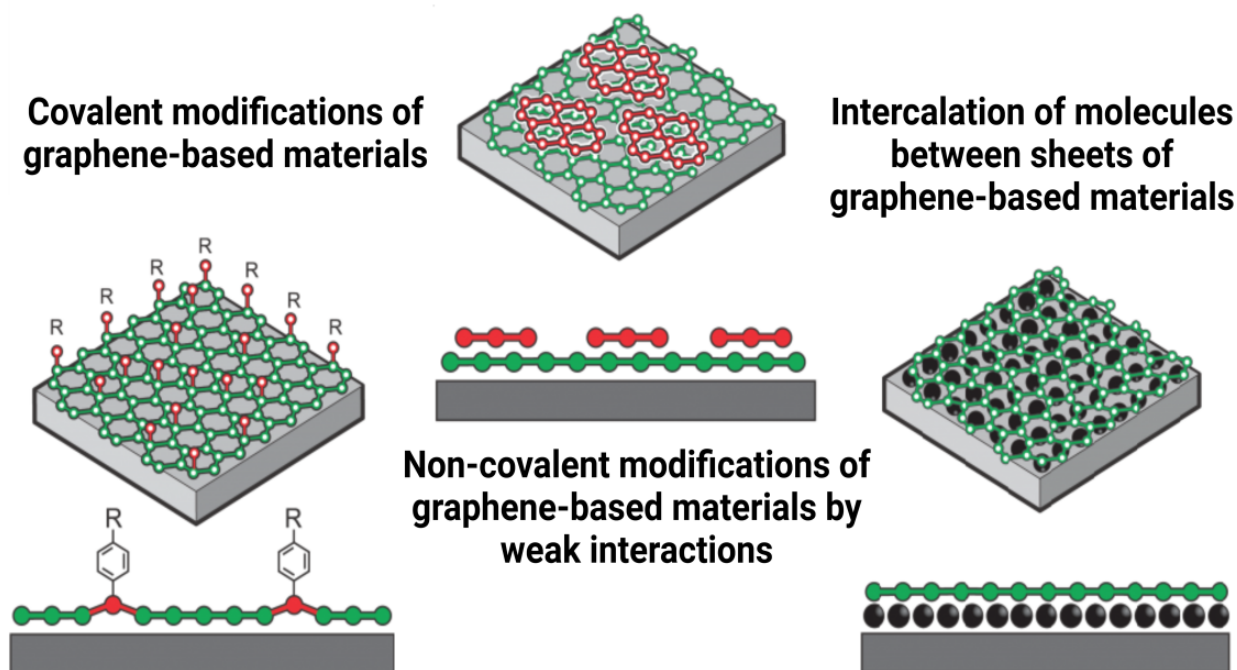 Covalent modifications of
graphene-based materials
Intercalation of molecules
between sheets of
graphene-based materials
R
R
R
R
R
R
R
Non-covalent modifications of
graphene-based materials by
weak interactions
R
R